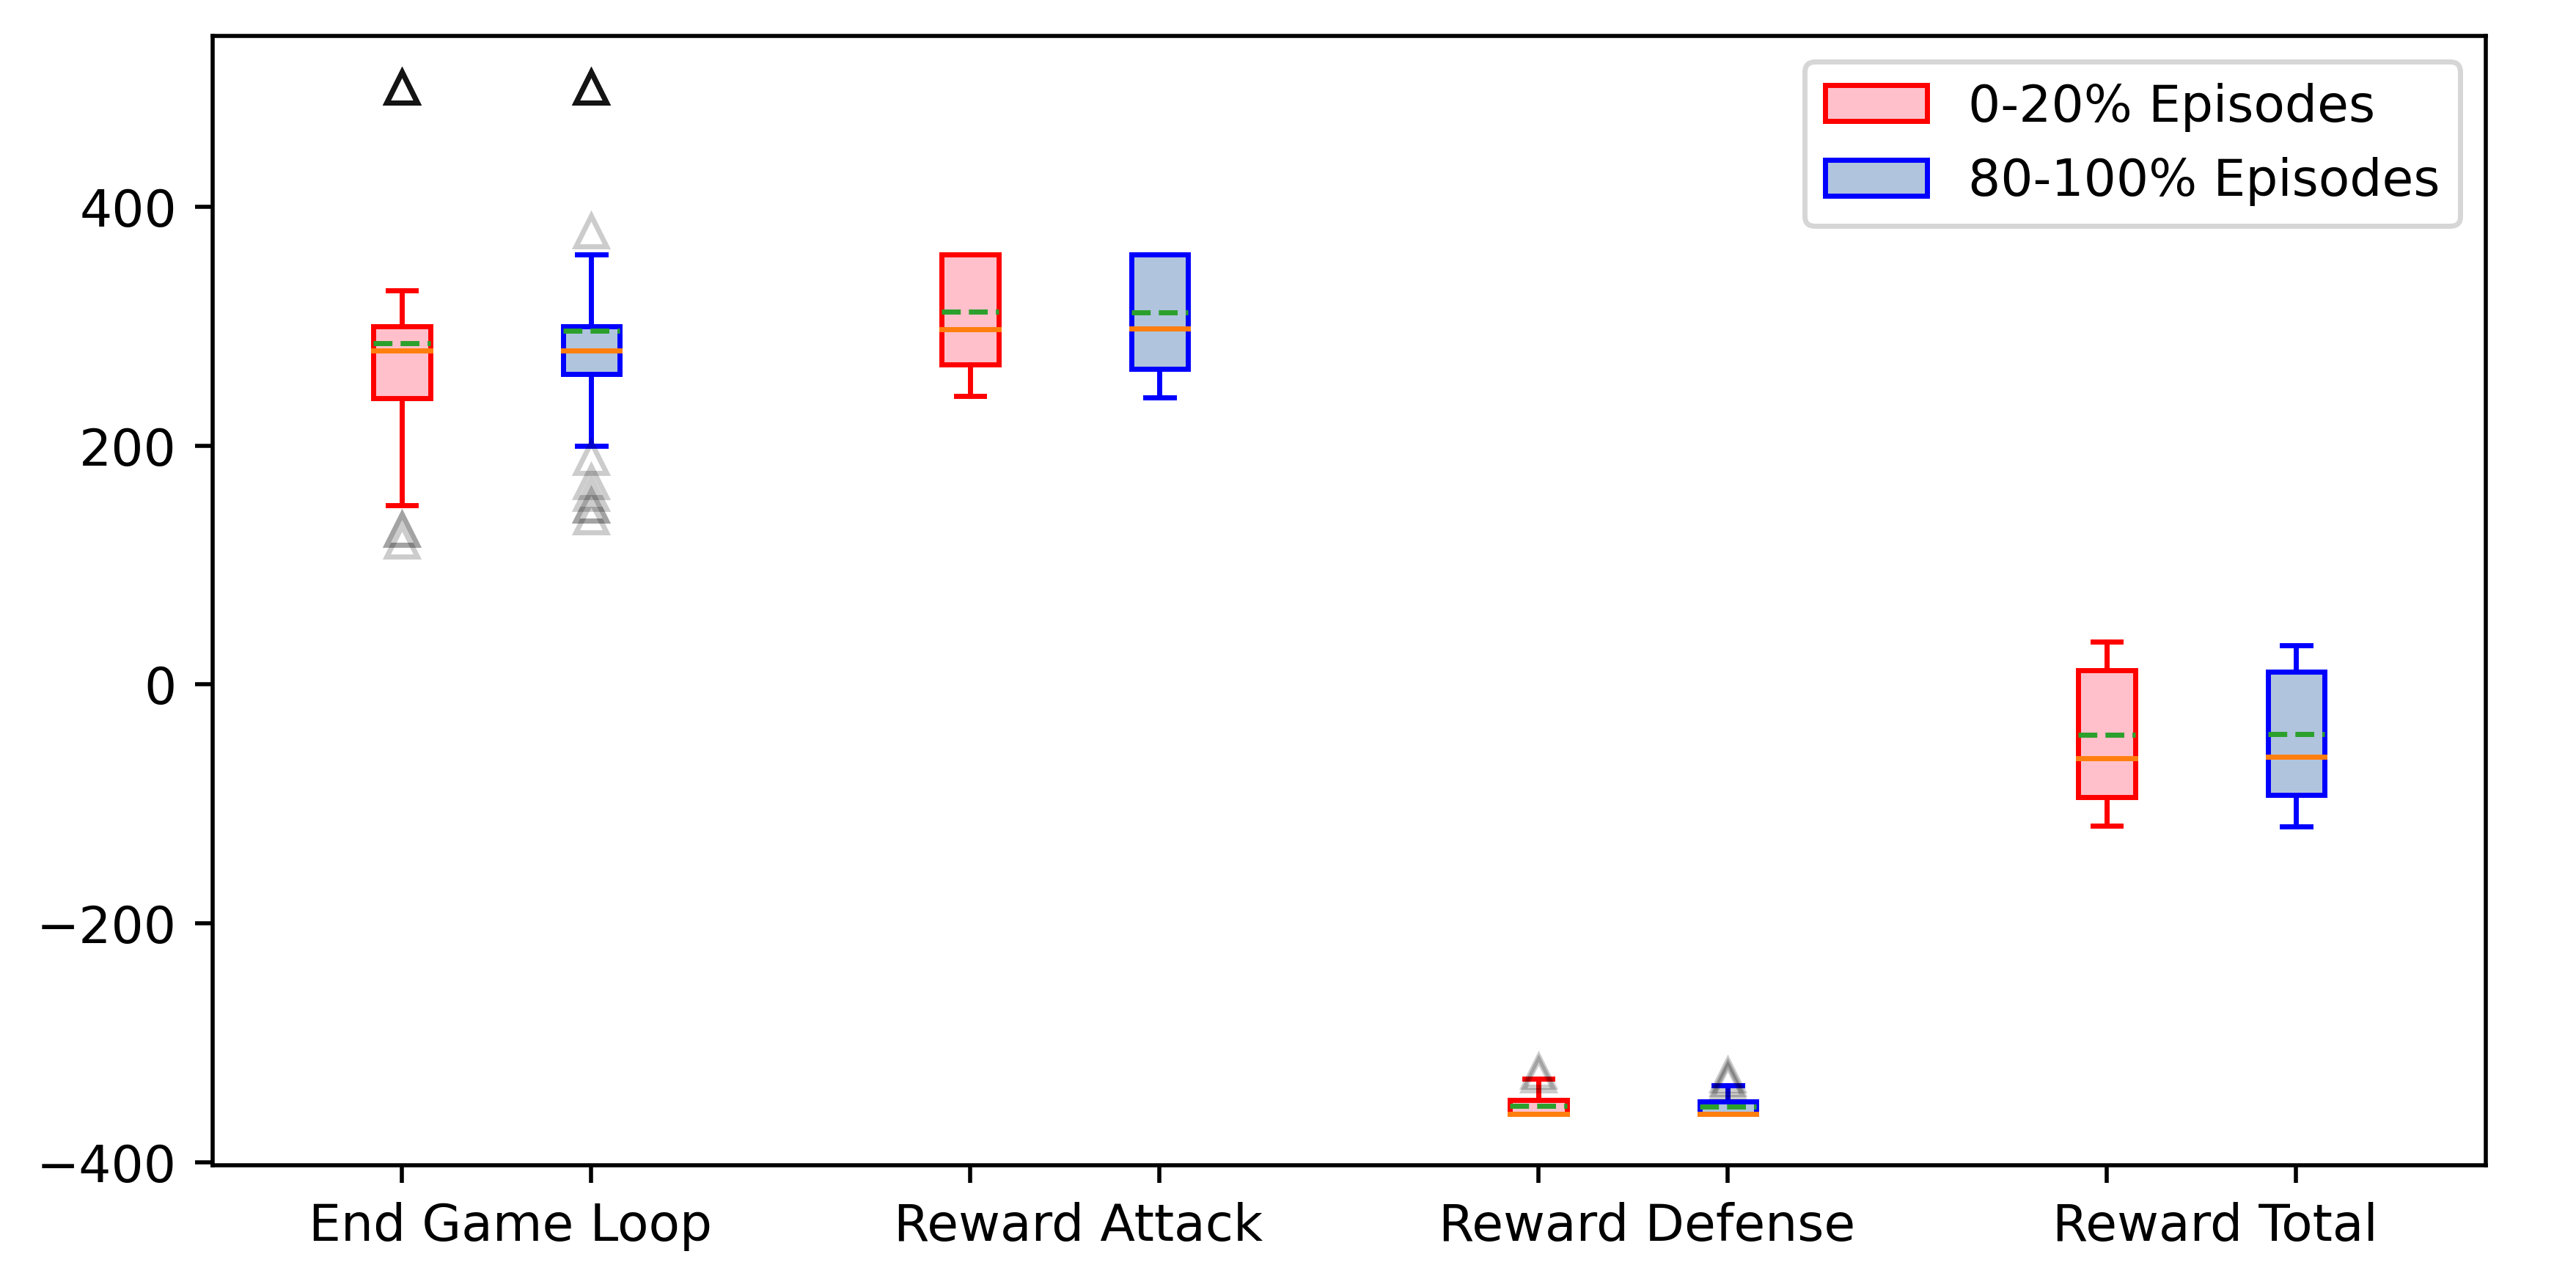 0-20% Episodes
80-100% Episodes
400
200
0
−200
−400
End Game Loop
Reward Attack
Reward Defense
Reward Total